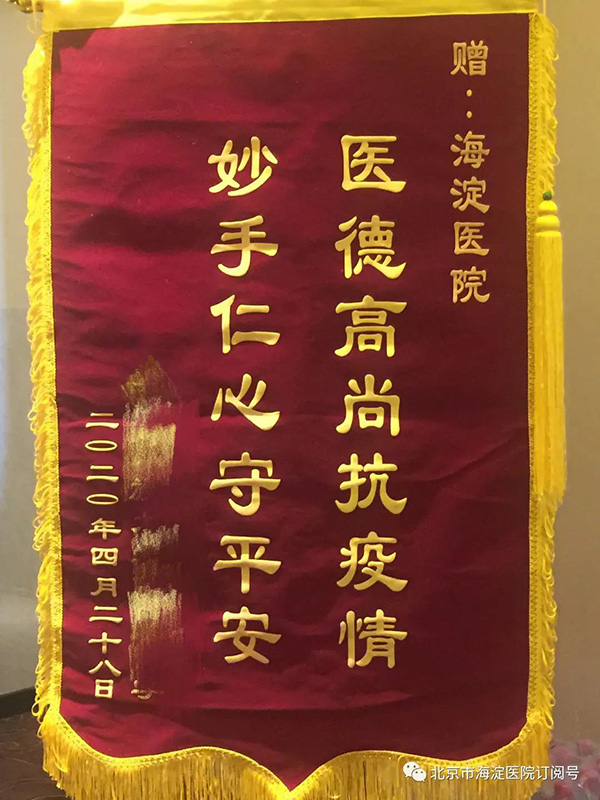 赠：海淀医院
医德高尚抗疫情
妙手仁心守平安
二〇二〇年四月二十八日
北京市海淀医院订阅号